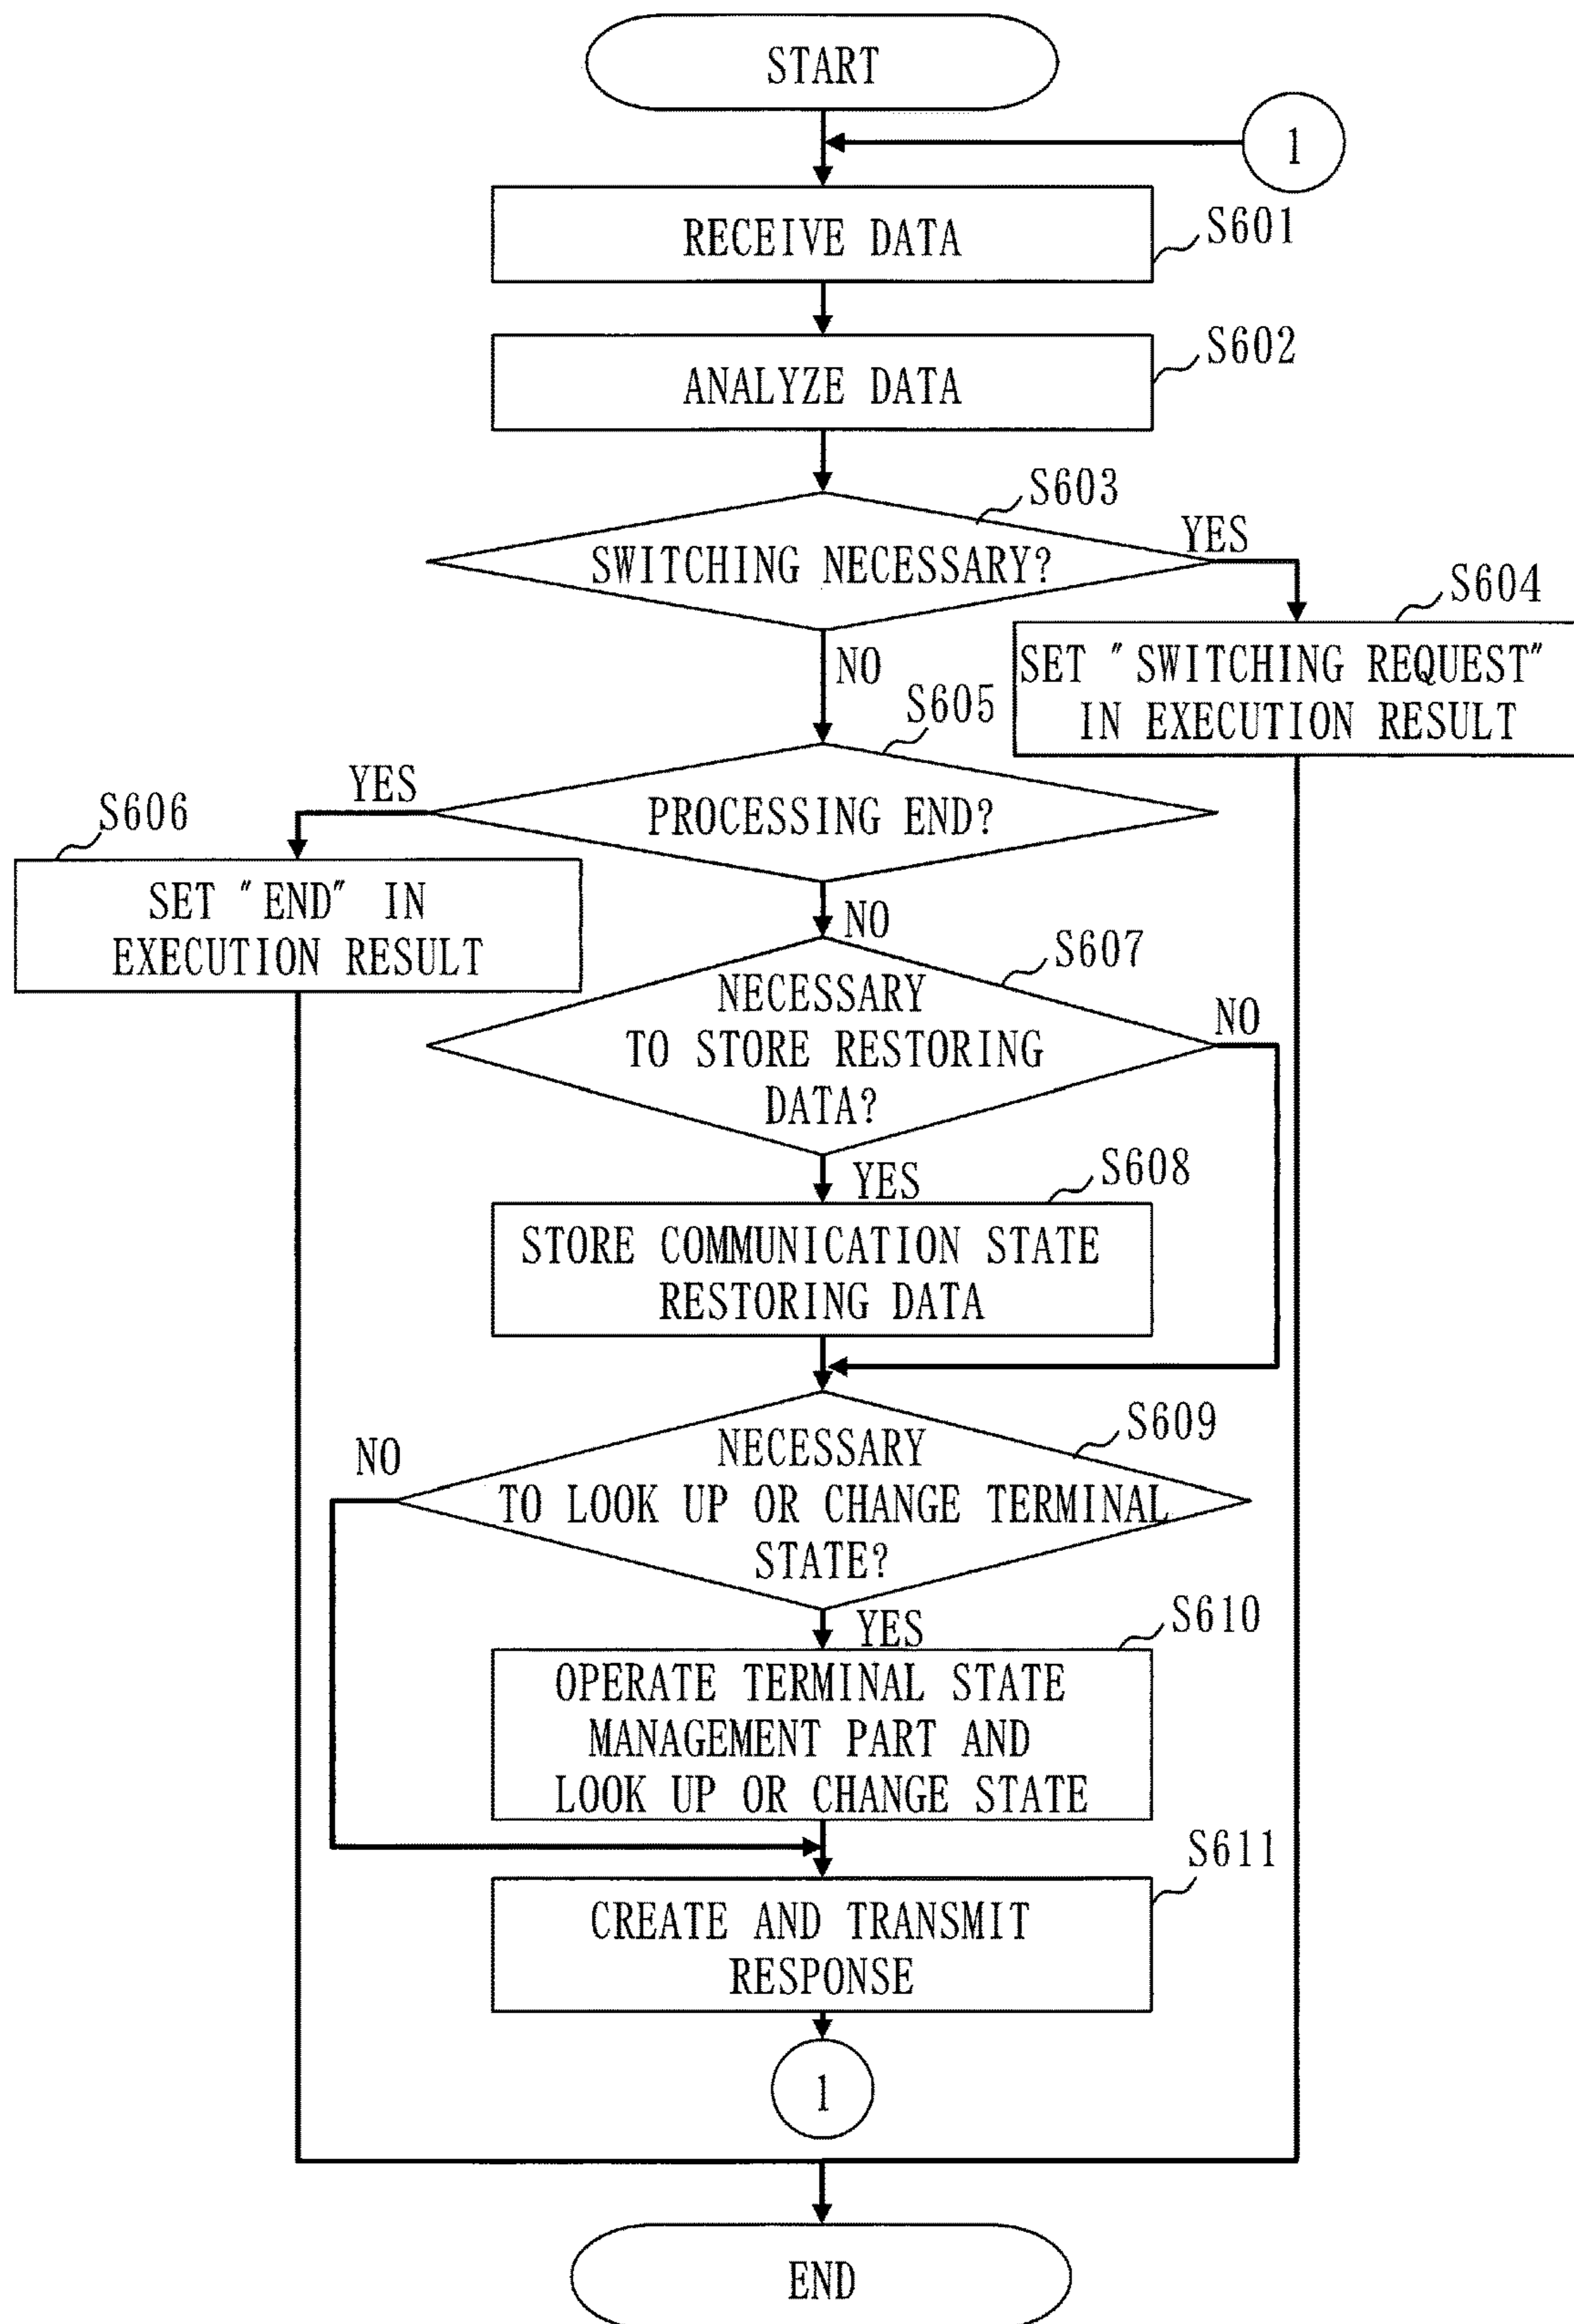 START
1
RECEIVE DATA
S601
ANALYZE DATA
S602
S603
SWITCHING NECESSARY?
YES
NO
S604
SET "SWITCHING REQUEST"
IN EXECUTION RESULT
S605
PROCESSING END?
YES
NO
S606
SET "END" IN
EXECUTION RESULT
S607
NECESSARY
TO STORE RESTORING
DATA?
NO
YES
S608
STORE COMMUNICATION STATE
RESTORING DATA
S609
NECESSARY
TO LOOK UP OR CHANGE TERMINAL
STATE?
NO
YES
S610
OPERATE TERMINAL STATE
MANAGEMENT PART AND
LOOK UP OR CHANGE STATE
S611
CREATE AND TRANSMIT
RESPONSE
1
END